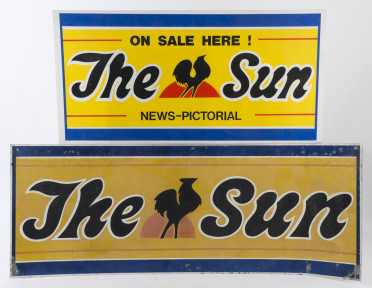 ON SALE HERE !
The Sun
NEWS-PICTORIAL
The Sun